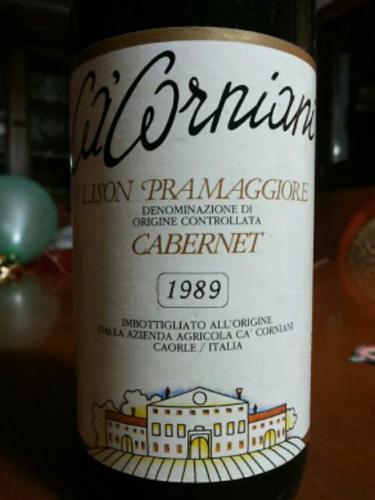 Ca' Corniani
LISON PRAMAGGIORE
DENOMINAZIONE DI
ORIGINE CONTROLLATA
CABERNET
1989
IMBOTTIGLIATO ALL'ORIGINE
DALLA AZIENDA AGRICOLA CA' CORNIANI
CAORLE / ITALIA